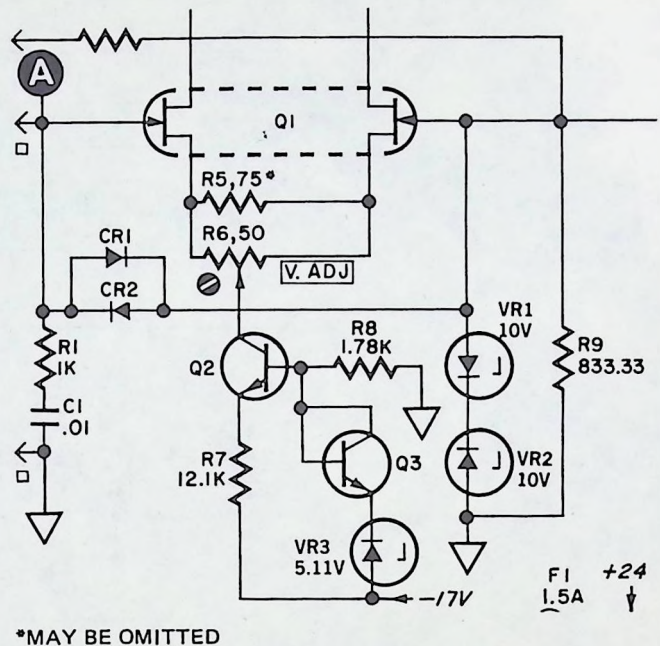 A
Q1
R5,75*
R6,50
V. ADJ
CR1
CR2
VR1
10V
R8
1.78K
R9
833.33
R1
1K
Q2
C1
.01
Q3
R7
12.1K
VR2
10V
VR3
5.11V
-17V
F1
1.5A
+24
*MAY BE OMITTED